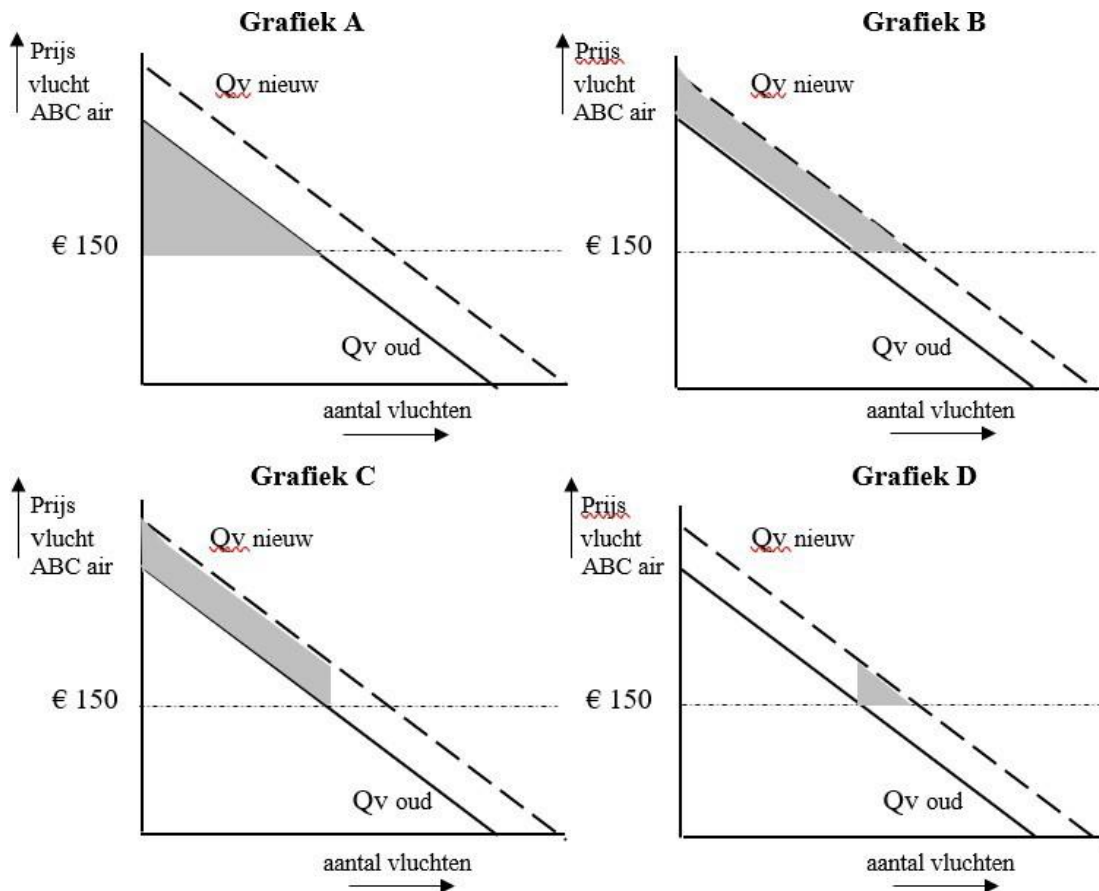 Grafiek A
Prijs
vlucht
ABC air
Qv nieuw
€ 150
Qv oud
aantal vluchten
Grafiek B
Prijs
vlucht
ABC air
Qv nieuw
€ 150
Qv oud
aantal vluchten
Grafiek C
Prijs
vlucht
ABC air
Qv nieuw
€ 150
Qv oud
aantal vluchten
Grafiek D
Prijs
vlucht
ABC air
Qv nieuw
€ 150
Qv oud
aantal vluchten